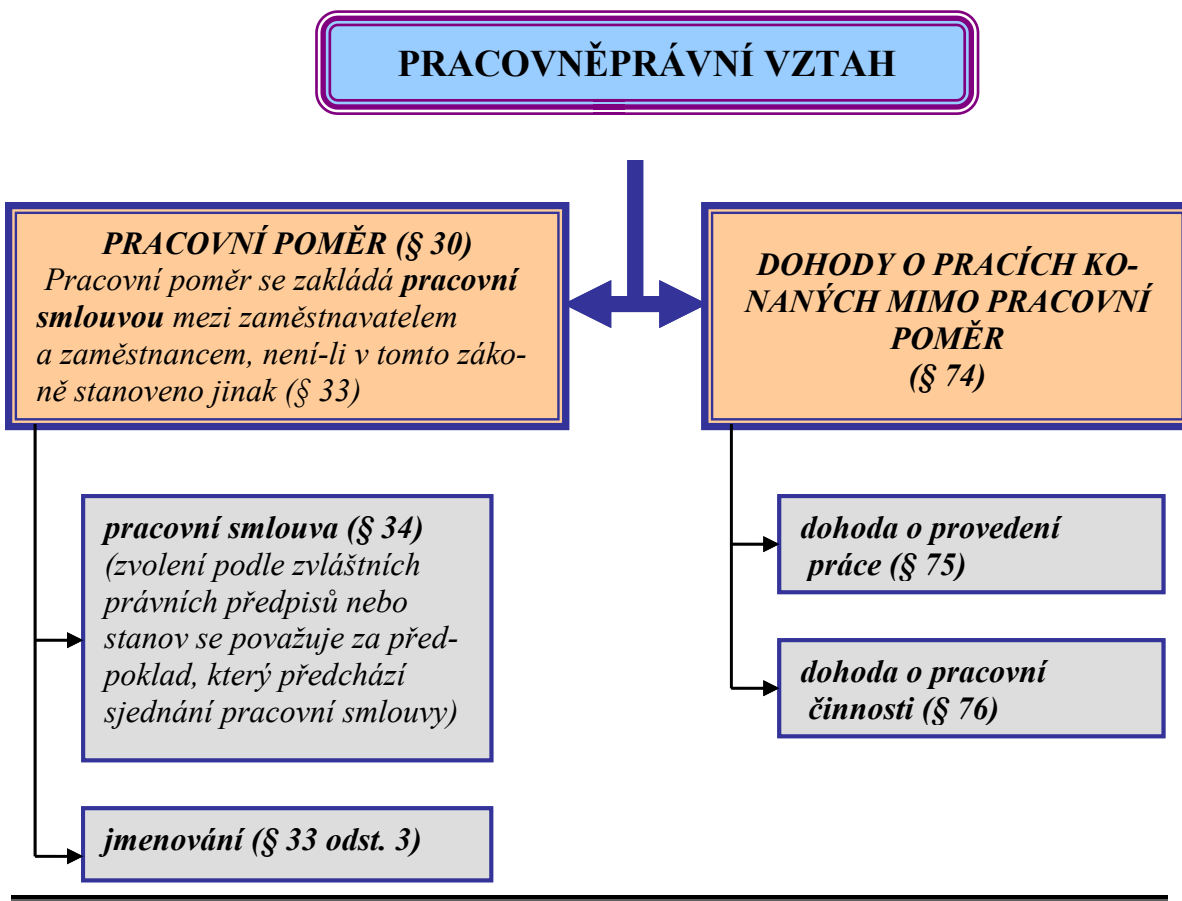 PRACOVNĚPRÁVNÍ VZTAH
PRACOVNÍ POMĚR (§ 30)
Pracovní poměr se zakládá pracovní
smlouvou mezi zaměstnavatelem
a zaměstnancem, není-li v tomto záko-
ně stanoveno jinak (§ 33)
DOHODY O PRACÍCH KO-
NANÝCH MIMO PRACOVNÍ
POMĚR
(§ 74)
pracovní smlouva (§ 34)
(zvolení podle zvláštních
právních předpisů nebo
stanov se považuje za před-
poklad, který předchází
sjednání pracovní smlouvy)
jmenování (§ 33 odst. 3)
dohoda o provedení
práce (§ 75)
dohoda o pracovní
činnosti (§ 76)